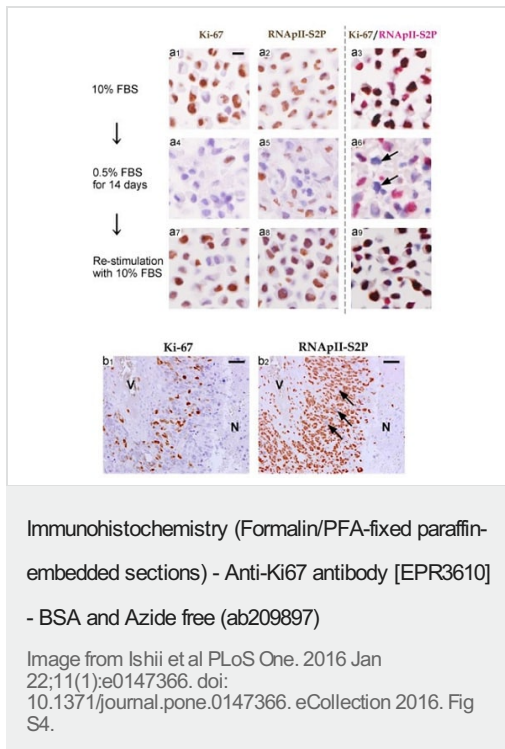 Ki-67 RNApII-S2P Ki-67/RNApII-S2P
a1 a2 a3
10% FBS
a4 a5 a6
0.5% FBS
for 14 days
a7 a8 a9
Re-stimulation
with 10% FBS
Ki-67 RNApII-S2P
b1 b2
V N V N
Immunohistochemistry (Formalin/PFA-fixed paraffin-
embedded sections) - Anti-Ki67 antibody [EPR3610]
- BSA and Azide free (ab209897)
Image from Ishii et al PLoS One. 2016 Jan
22;11(1):e0147366. doi:
10.1371/journal.pone.0147366. eCollection 2016. Fig
S4.